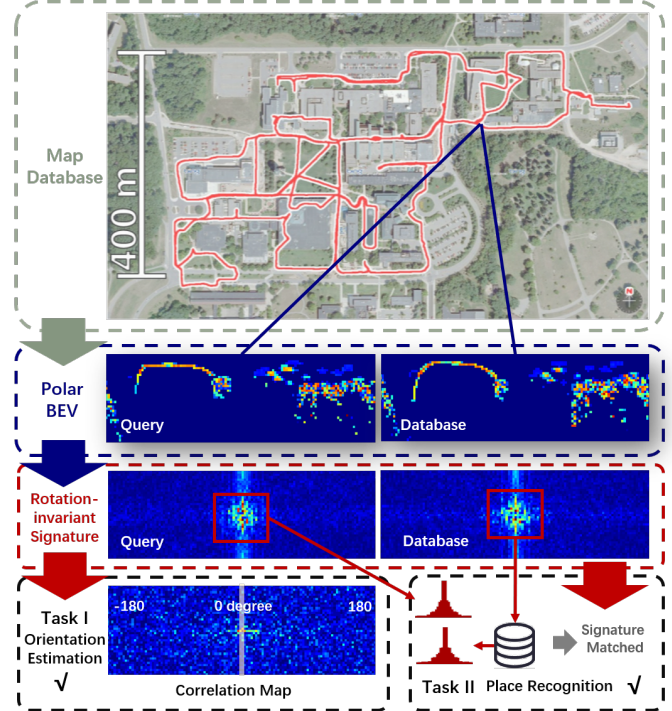 Map
Database
400 m
N
Polar
BEV
Query
Database
Rotation-
invariant
Signature
Query
Database
Task I
Orientation
Estimation
√
-180
0 degree
180
Correlation Map
Signature
Matched
Task II
Place Recognition
√